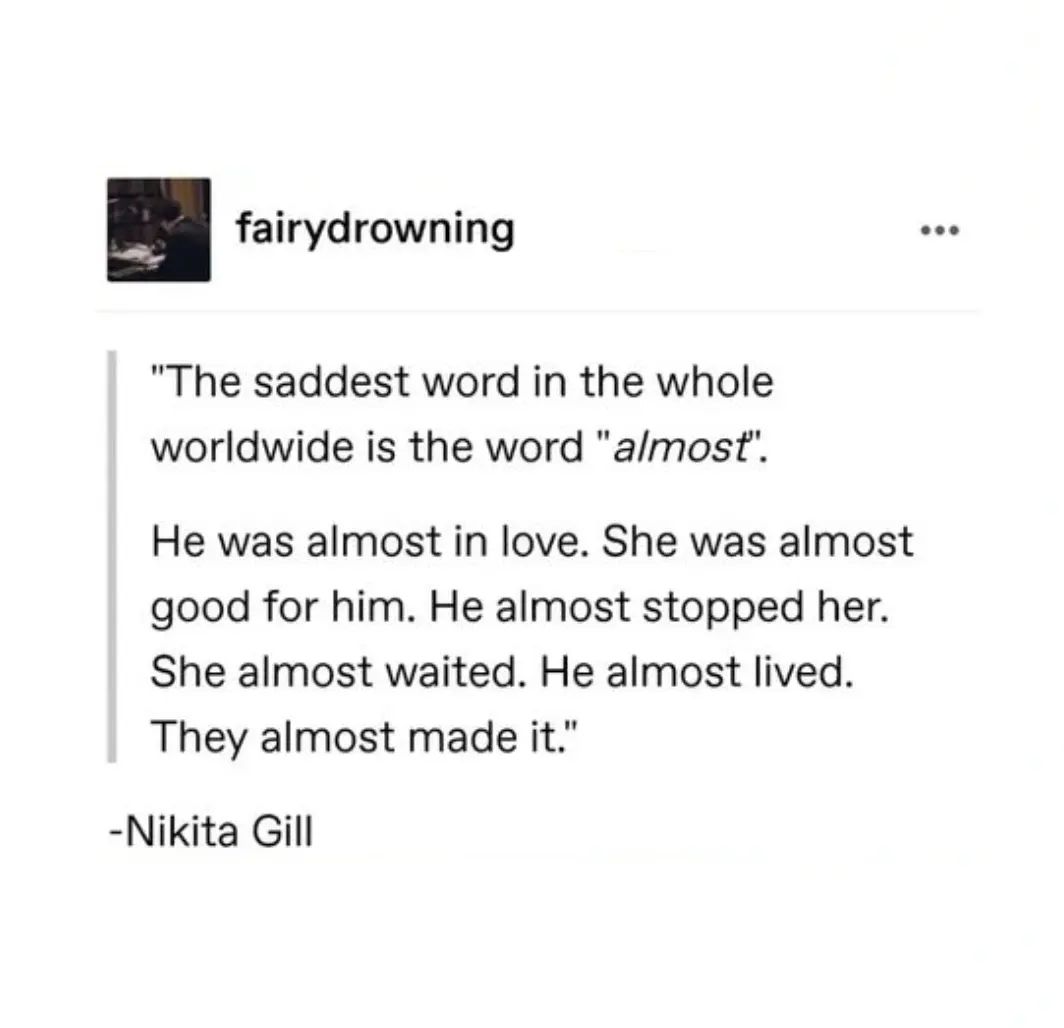 fairydrowning
"The saddest word in the whole
worldwide is the word "almost".
He was almost in love. She was almost
good for him. He almost stopped her.
She almost waited. He almost lived.
They almost made it."
-Nikita Gill